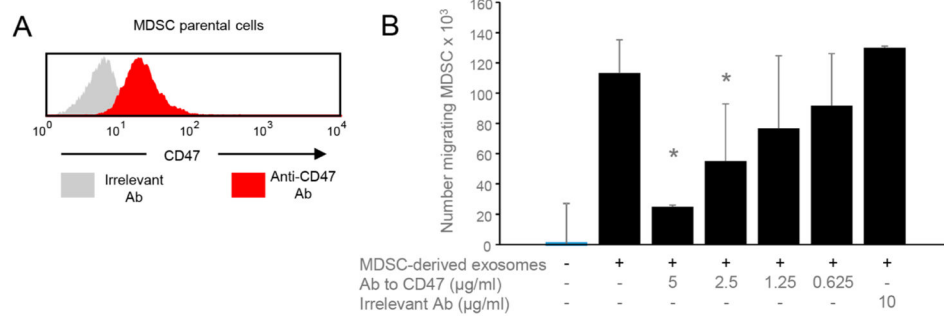 A
MDSC parental cells
10⁰ 10¹ 10² 10³ 10⁴
CD47
Irrelevant Ab
Anti-CD47 Ab
B
Number migrating MDSC x 10³
160
140
120
100
80
60
40
20
0
*
*
MDSC-derived exosomes - + + + + + +
Ab to CD47 (µg/ml) - - 5 2.5 1.25 0.625 -
Irrelevant Ab (µg/ml) - - - - - - 10